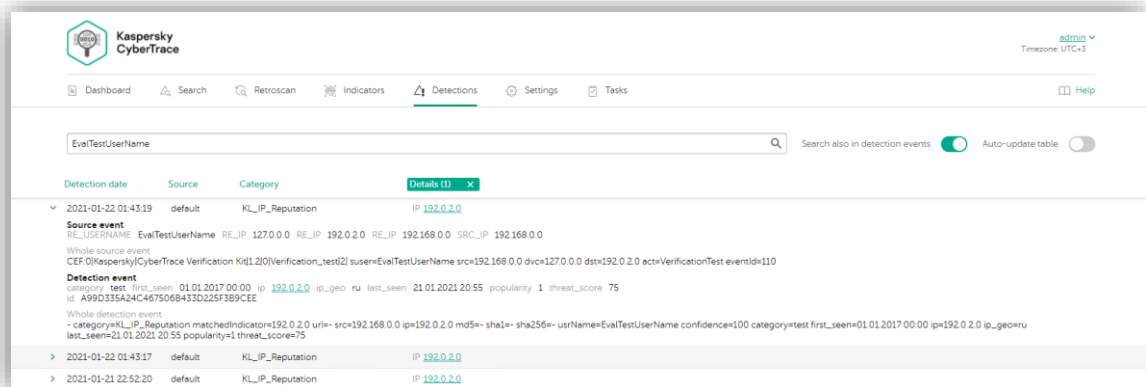 0010
Kaspersky
CyberTrace
admin
Timezone: UTC+3
Dashboard Search Retroscan Indicators Detections Settings Tasks Help
EvalTestUserName Search also in detection events Auto-update table
Detection date Source Category Details (1) X
2021-01-22 01:43:19 default KL_IP_Reputation IP 192.0.2.0
Source event
RE_USERNAME EvalTestUserName RE_IP 127.0.0.0 RE_IP 192.0.2.0 RE_IP 192.168.0.0 SRC_IP 192.168.0.0
Whole source event
CEF:0|Kaspersky|CyberTrace Verification Kit|1.2|0|Verification_test|2| suser=EvalTestUserName src=192.168.0.0 dvc=127.0.0.0 dst=192.0.2.0 act=VerificationTest eventId=110
Detection event
category test first_seen 01.01.2017 00:00 ip 192.0.2.0 ip_geo ru last_seen 21.01.2021 20:55 popularity 1 threat_score 75
id A99D335A24C467506B433D225F3B9CEE
Whole detection event
- category=KL_IP_Reputation matchedIndicator=192.0.2.0 url=- src=192.168.0.0 ip=192.0.2.0 md5=- sha1=- sha256=- usrName=EvalTestUserName confidence=100 category=test first_seen=01.01.2017 00:00 ip=192.0.2.0 ip_geo=ru
last_seen=21.01.2021 20:55 popularity=1 threat_score=75
2021-01-22 01:43:17 default KL_IP_Reputation IP 192.0.2.0
2021-01-21 22:52:20 default KL_IP_Reputation IP 192.0.2.0